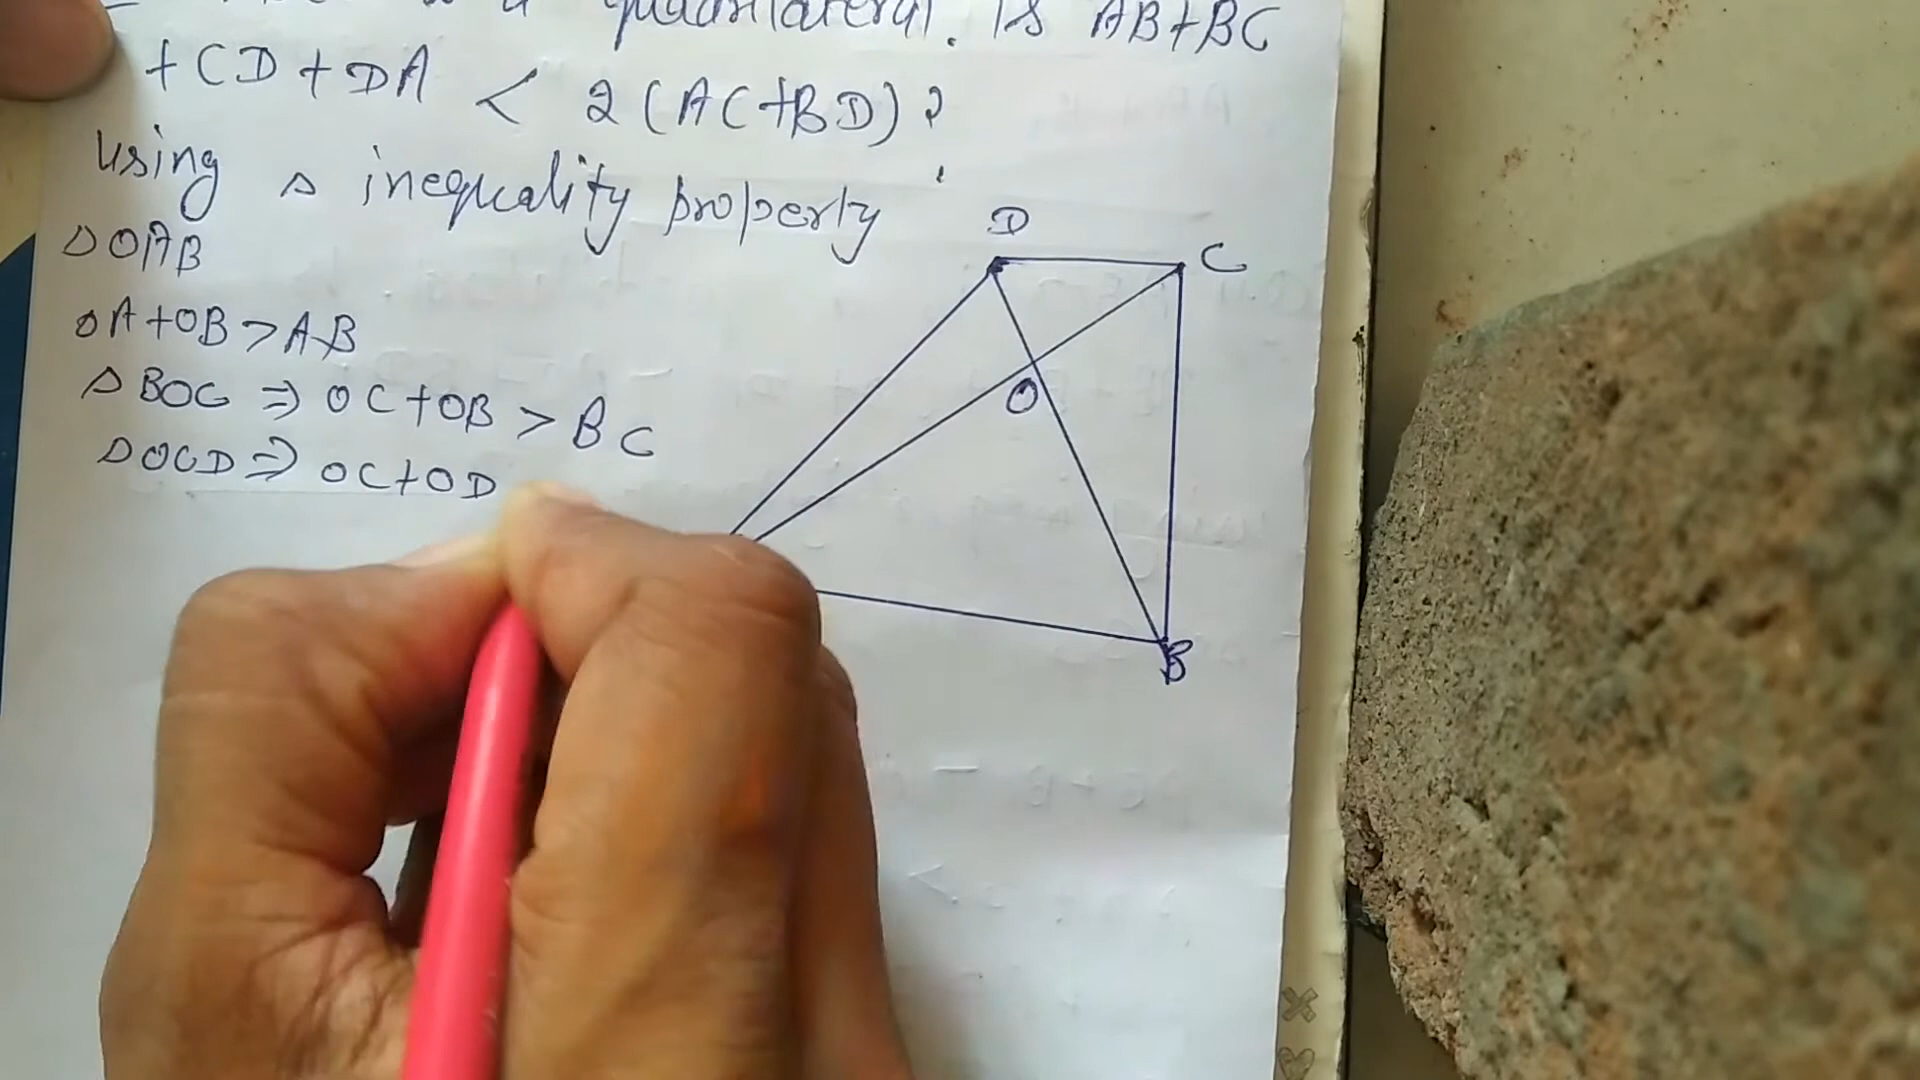 quadrilateral. Is AB+BC
+CD+DA < 2(AC+BD)?
using △ inequality property
△OAB
OA+OB>AB
△BOC ⇒ OC+OB > BC
△OCD ⇒ OC+OD
D
C
O
B